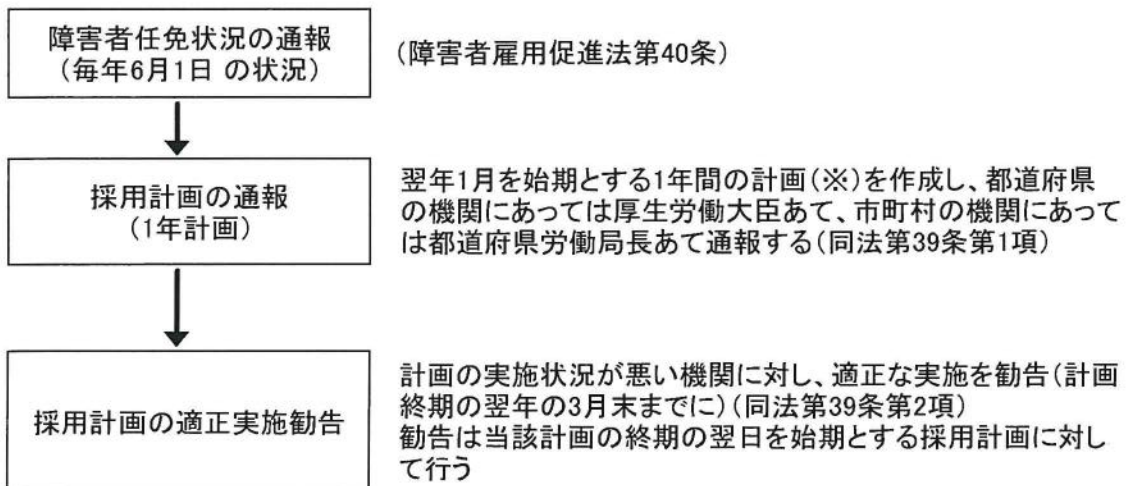 障害者任免状況の通報
(毎年6月1日 の状況)
(障害者雇用促進法第40条)
採用計画の通報
(1年計画)
翌年1月を始期とする1年間の計画(※)を作成し、都道府県
の機関にあっては厚生労働大臣あて、市町村の機関にあって
は都道府県労働局長あて通報する(同法第39条第1項)
採用計画の適正実施勧告
計画の実施状況が悪い機関に対し、適正な実施を勧告(計画
終期の翌年の3月末までに)(同法第39条第2項)
勧告は当該計画の終期の翌日を始期とする採用計画に対し
て行う